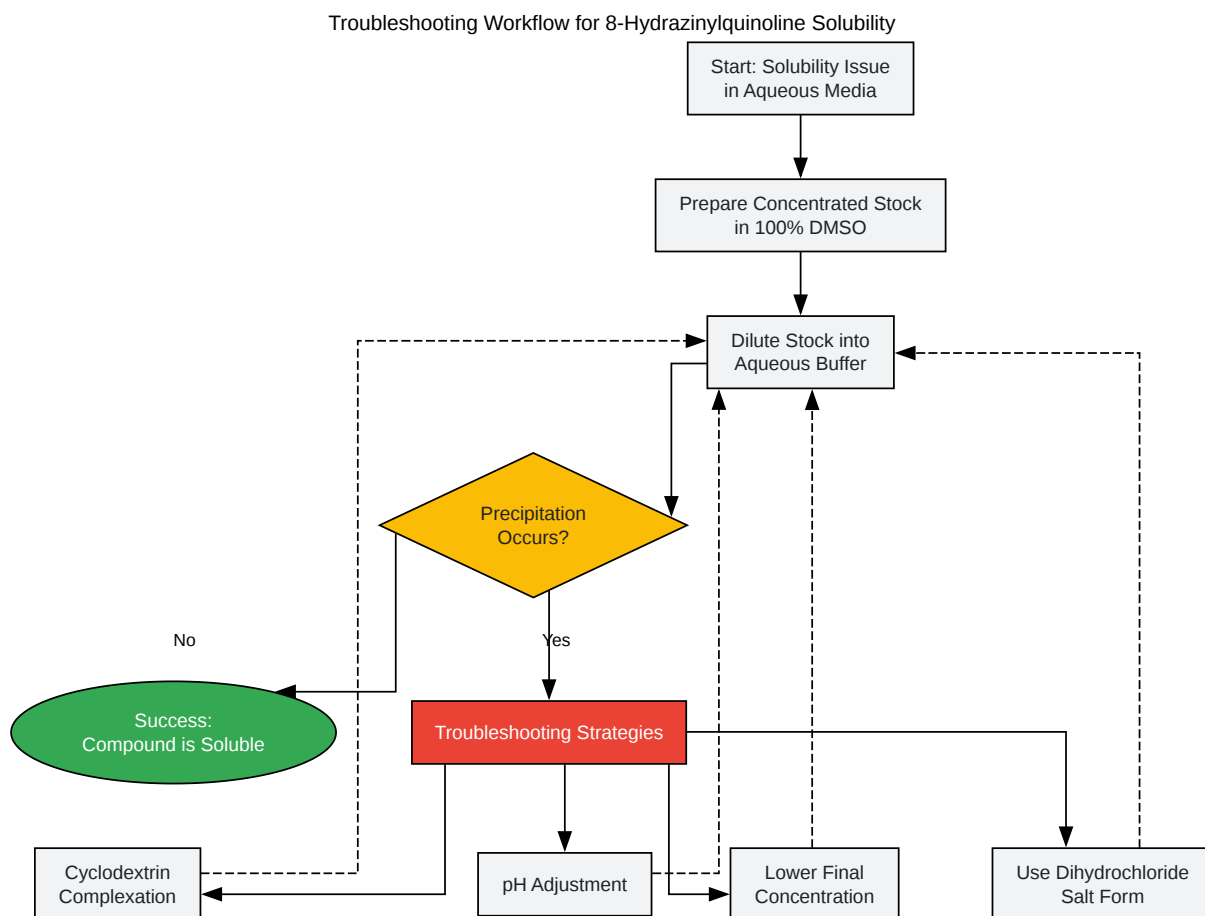 Troubleshooting Workflow for 8-Hydrazinylquinoline Solubility
Start: Solubility Issue
in Aqueous Media
Prepare Concentrated Stock
in 100% DMSO
Dilute Stock into
Aqueous Buffer
Precipitation
Occurs?
No
Yes
Success:
Compound is Soluble
Troubleshooting Strategies
Cyclodextrin
Complexation
pH Adjustment
Lower Final
Concentration
Use Dihydrochloride
Salt Form